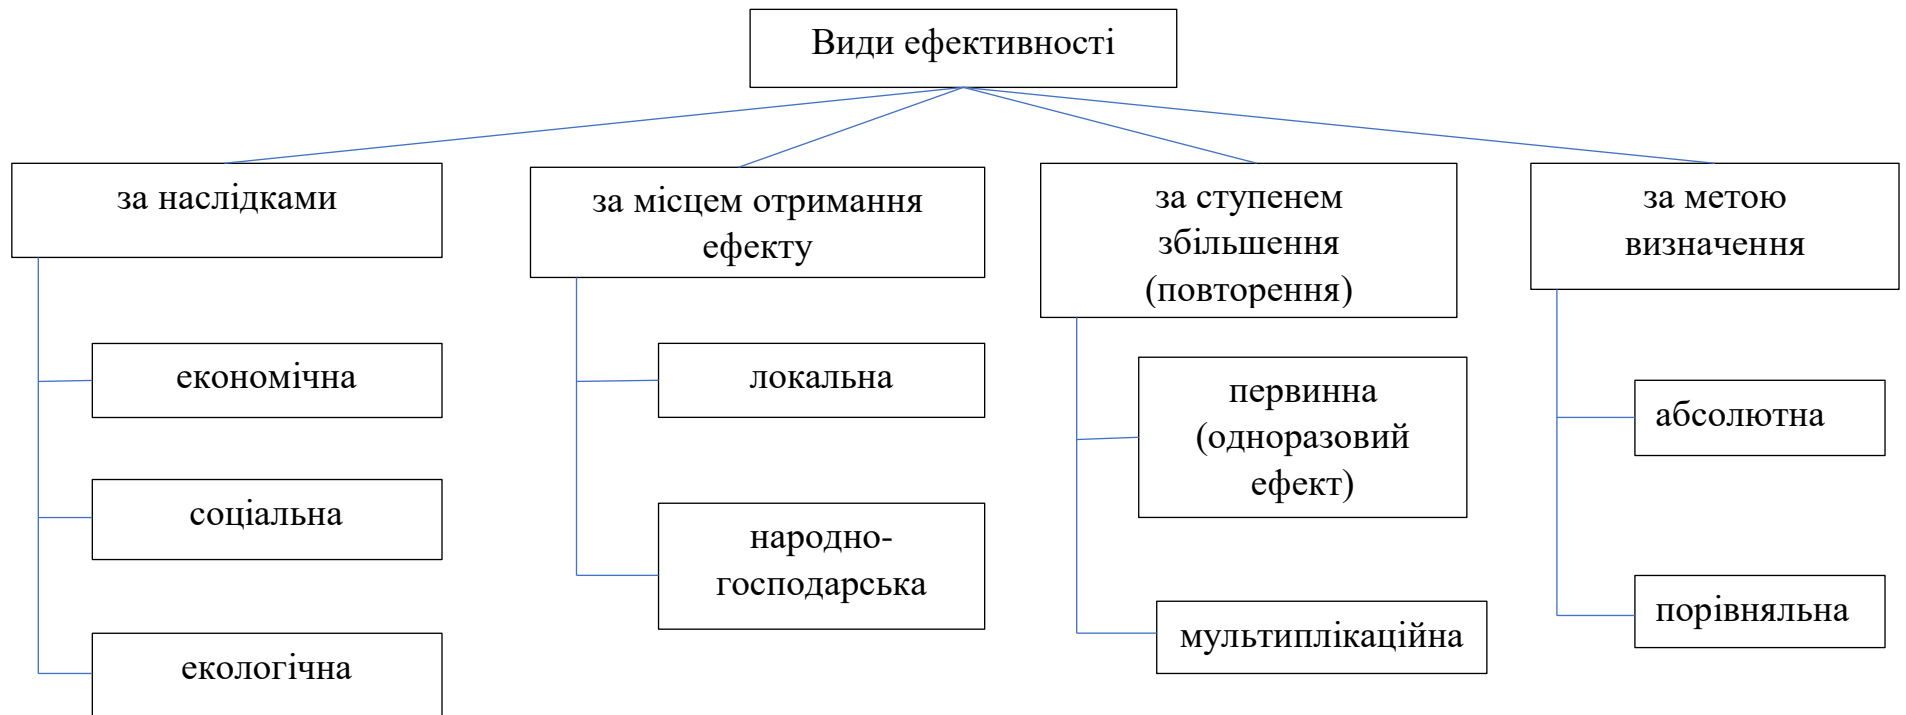 Види ефективності
за наслідками
економічна
соціальна
екологічна
за місцем отримання
ефекту
локальна
народно-
господарська
за ступенем
збільшення
(повторення)
первинна
(одноразовий
ефект)
мультиплікаційна
за метою
визначення
абсолютна
порівняльна